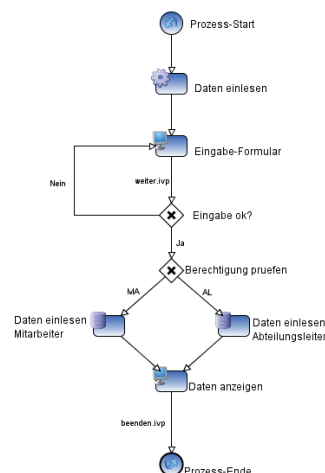 Prozess-Start
Daten einlesen
Eingabe-Formular
Nein
weiter.ivp
Eingabe ok?
Ja
Berechtigung pruefen
MA
AL
Daten einlesen
Mitarbeiter
Daten einlesen
Abteilungsleiter
Daten anzeigen
beenden.ivp
Prozess-Ende